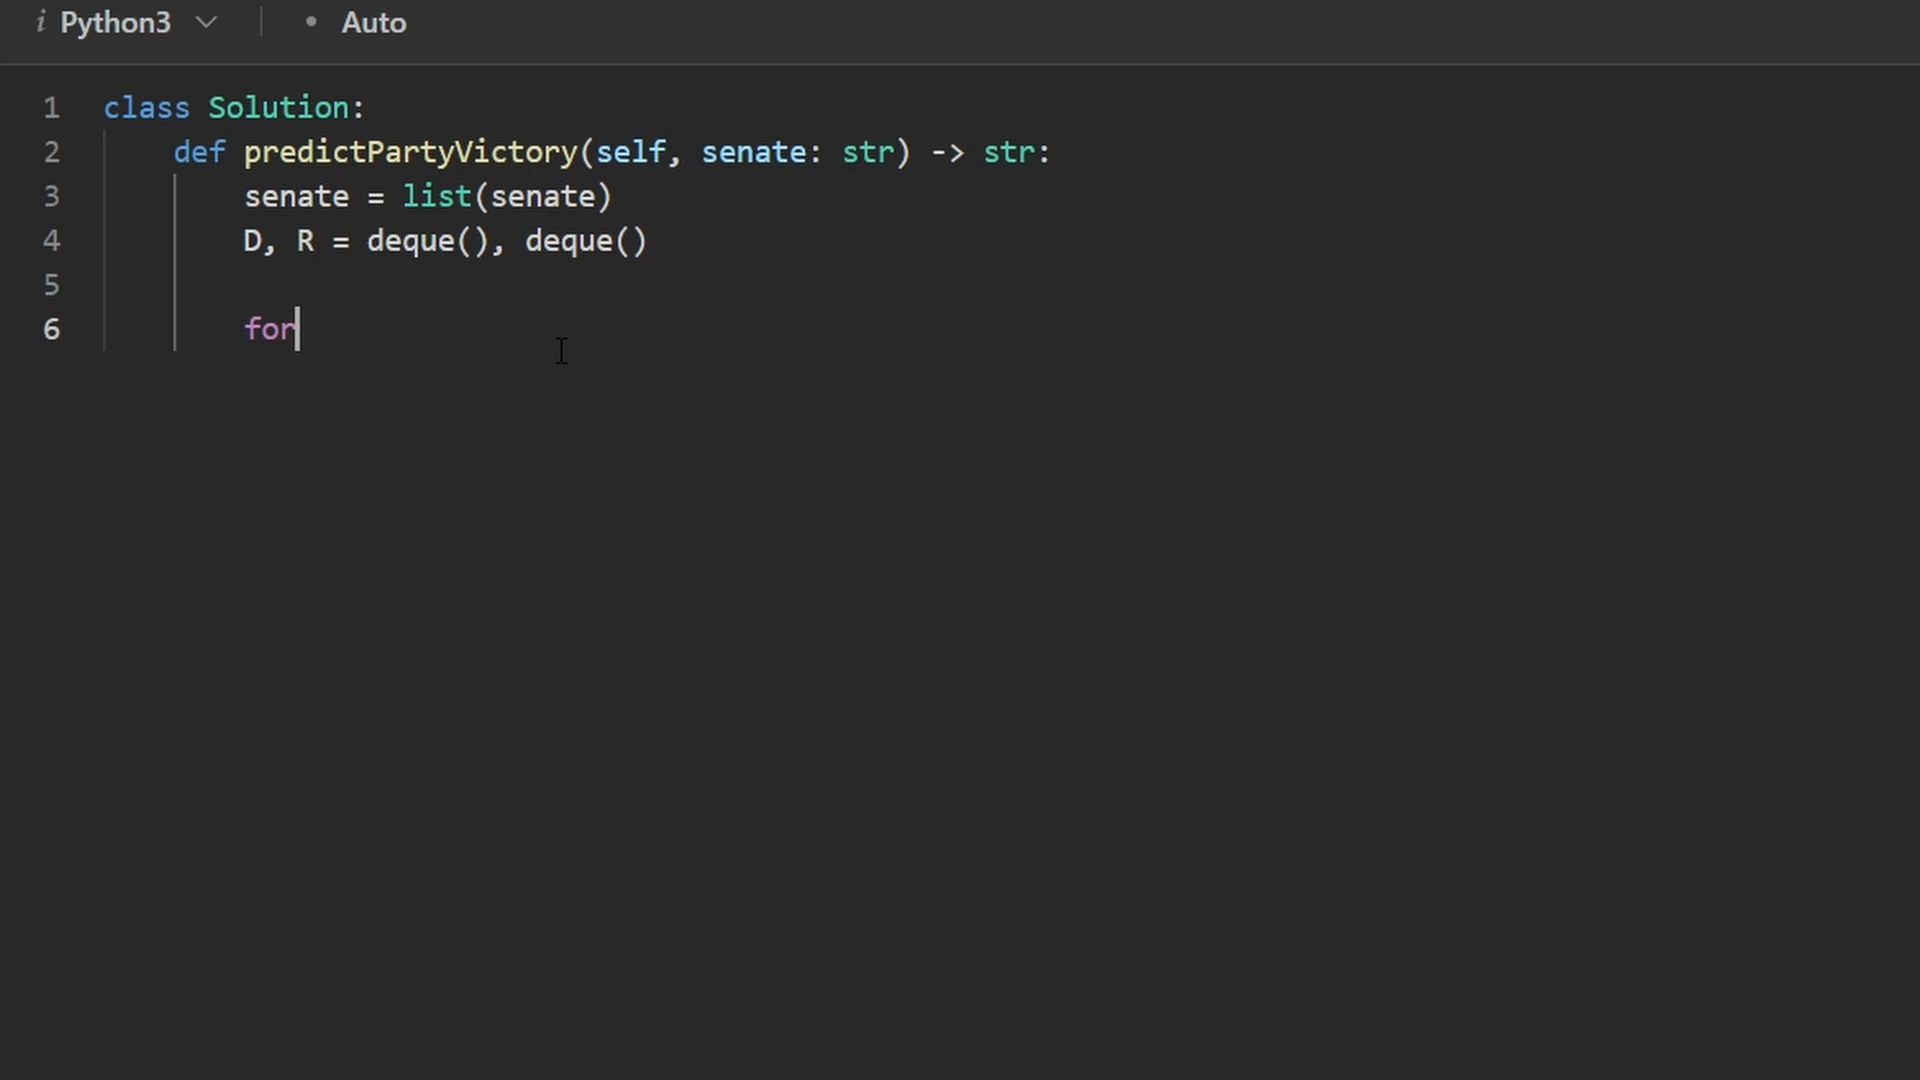 i Python3 • Auto
1 class Solution:
2 def predictPartyVictory(self, senate: str) -> str:
3 senate = list(senate)
4 D, R = deque(), deque()
5
6 for